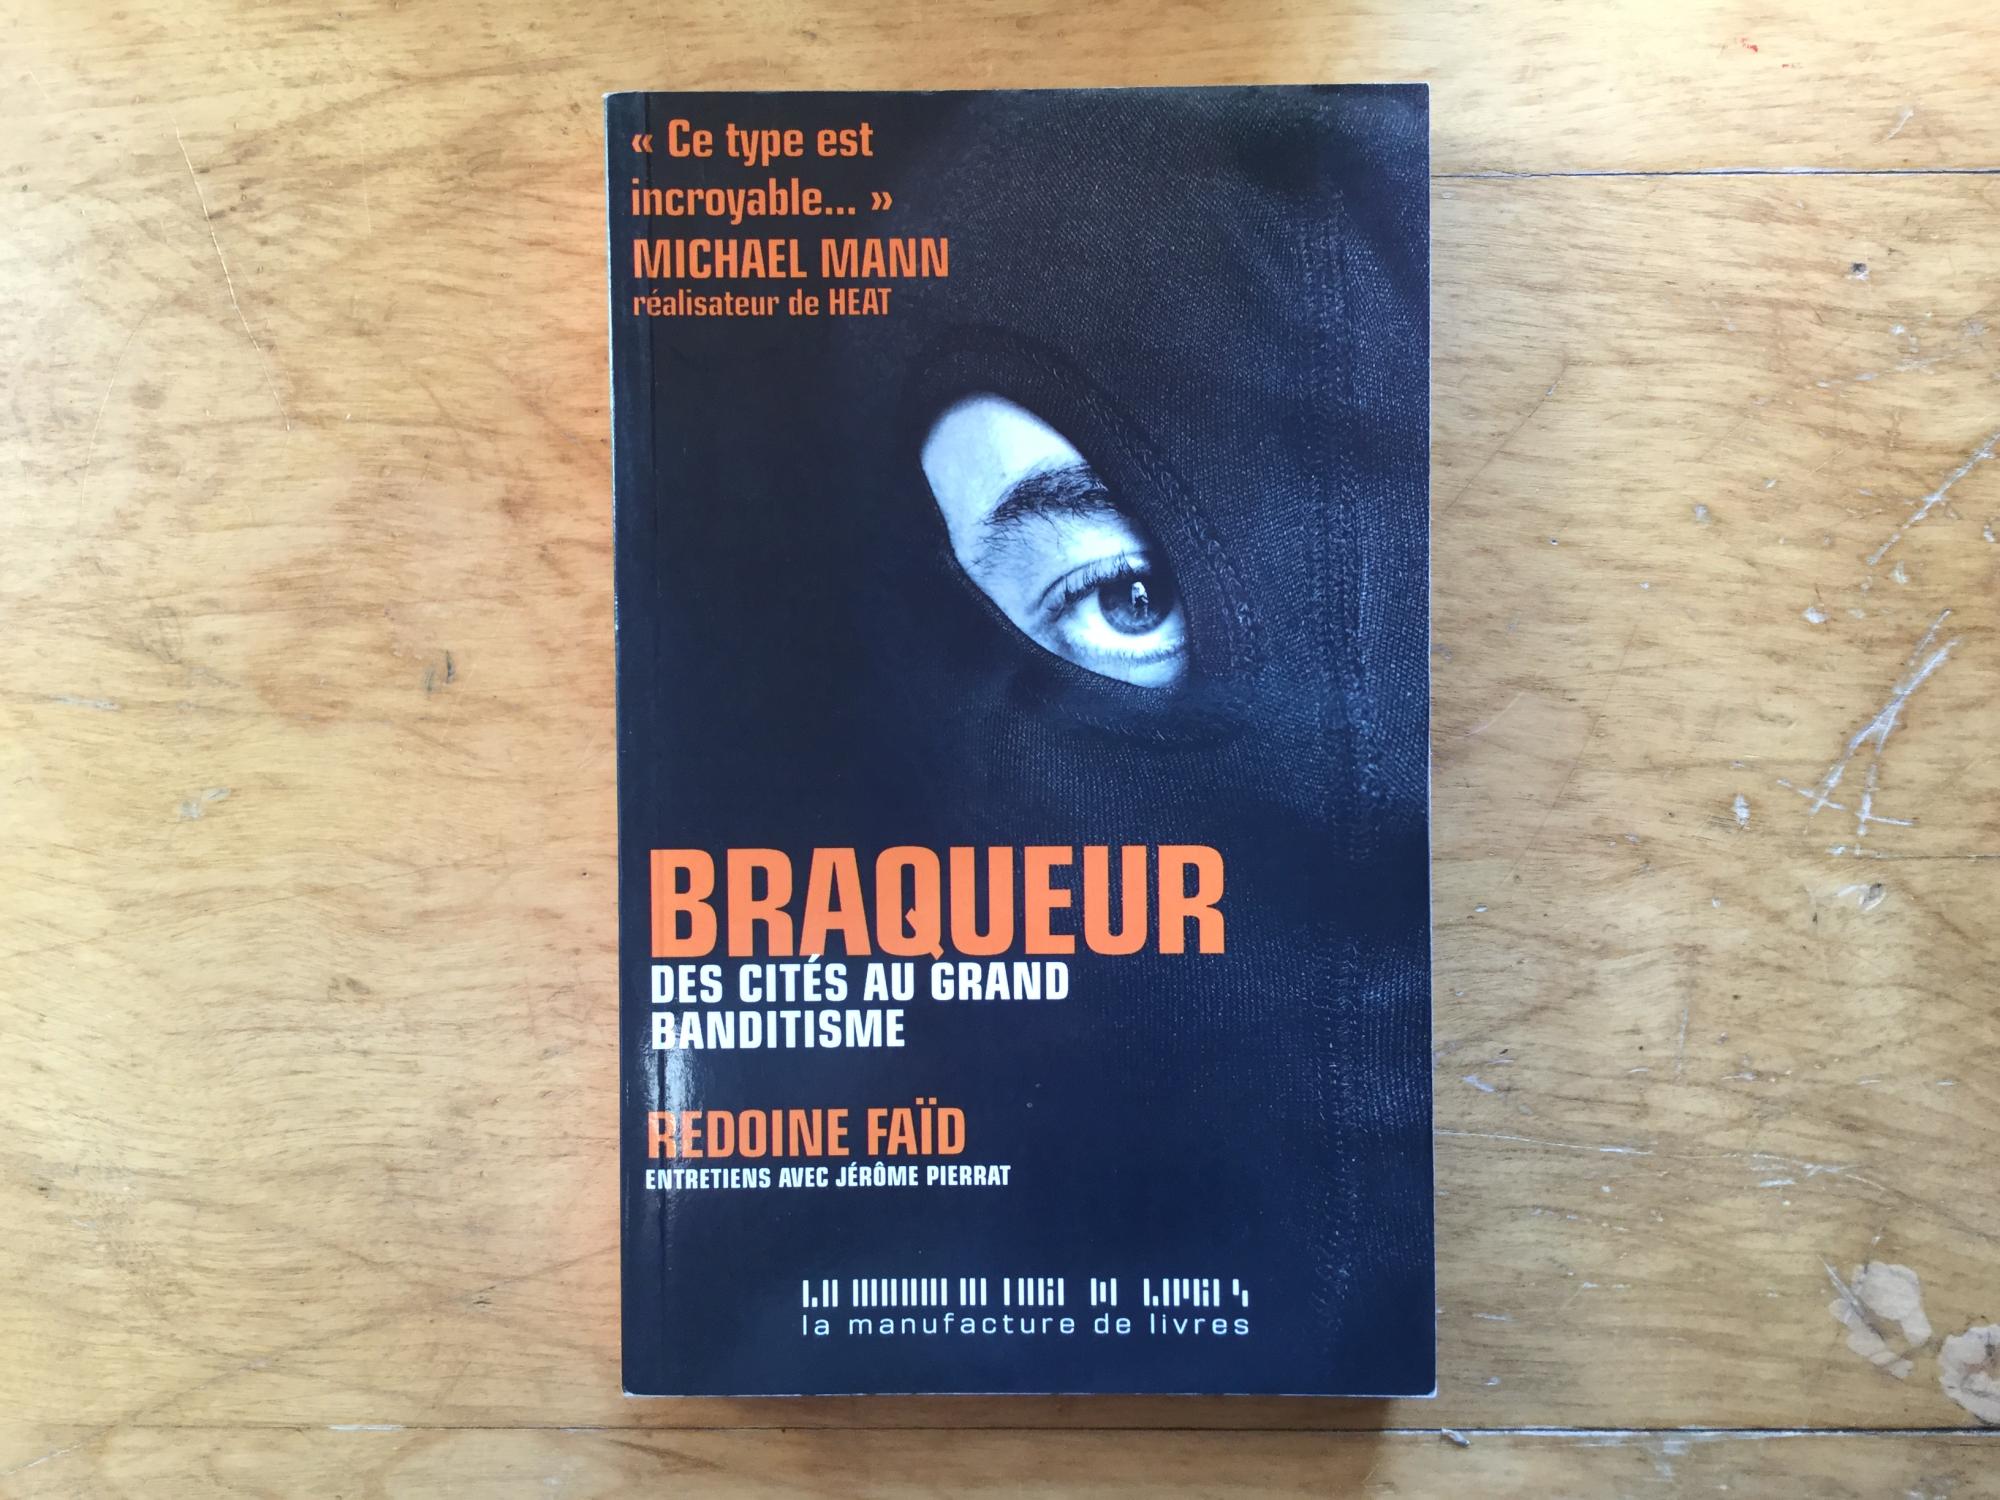 « Ce type est
incroyable... »
MICHAEL MANN
réalisateur de HEAT
BRAQUEUR
DES CITÉS AU GRAND
BANDITISME
REDOINE FAÏD
ENTRETIENS AVEC JÉRÔME PIERRAT
la manufacture de livres